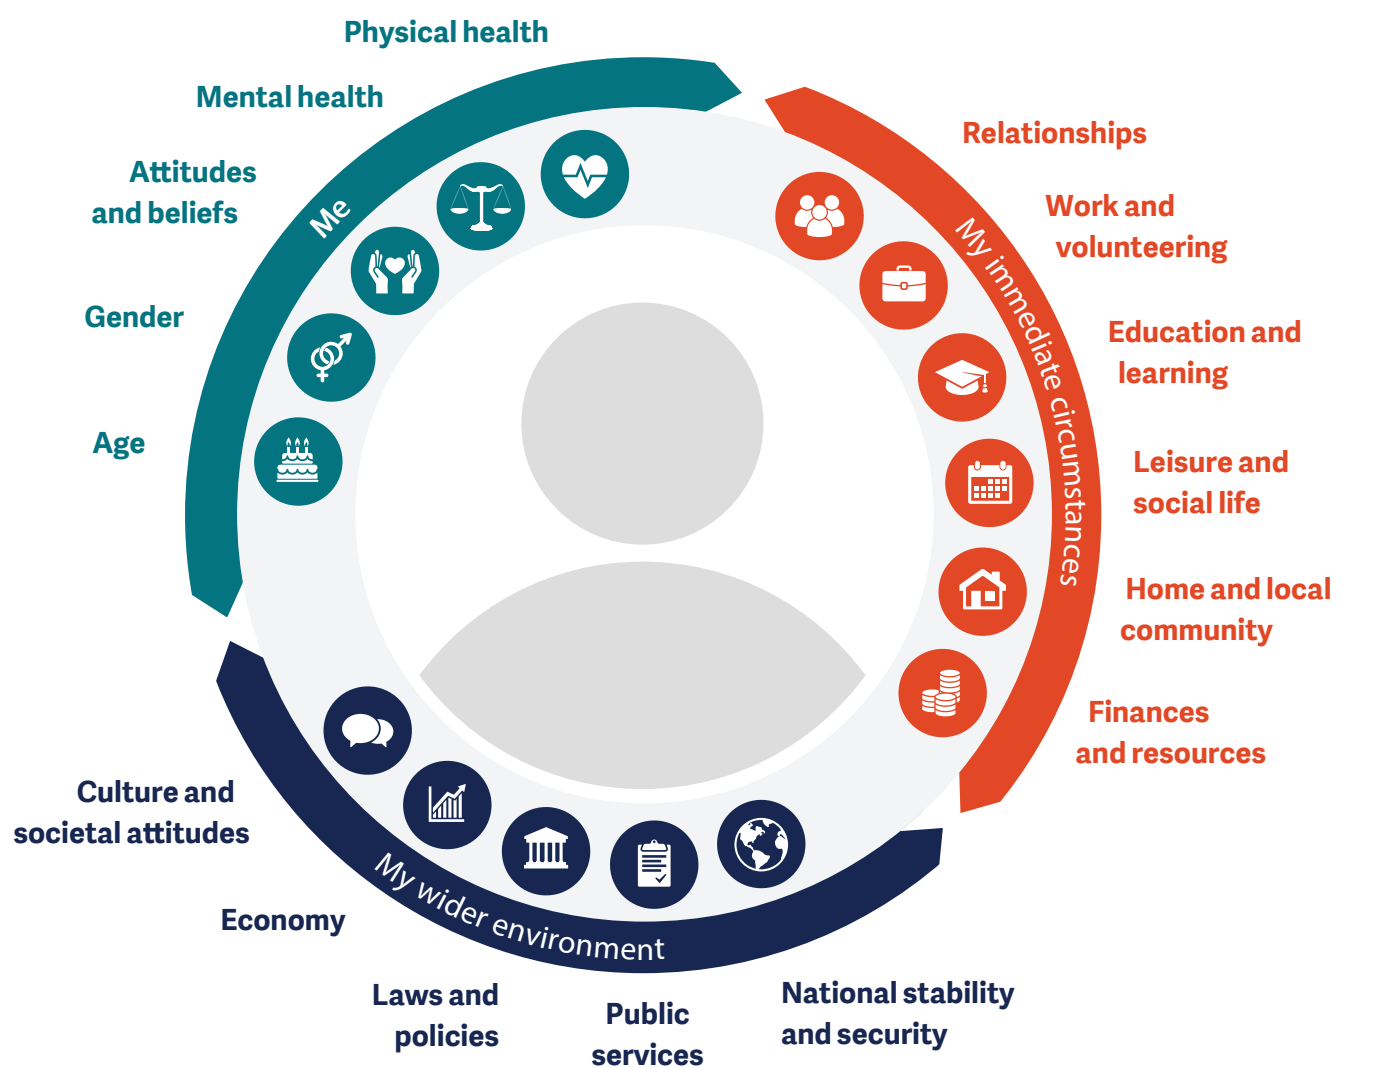 Physical health
Mental health
Attitudes
and beliefs
Gender
Age
Me
Relationships
Work and
volunteering
Education and
learning
Leisure and
social life
Home and local
community
Finances
and resources
My immediate circumstances
Culture and
societal attitudes
Economy
Laws and
policies
Public
services
National stability
and security
My wider environment